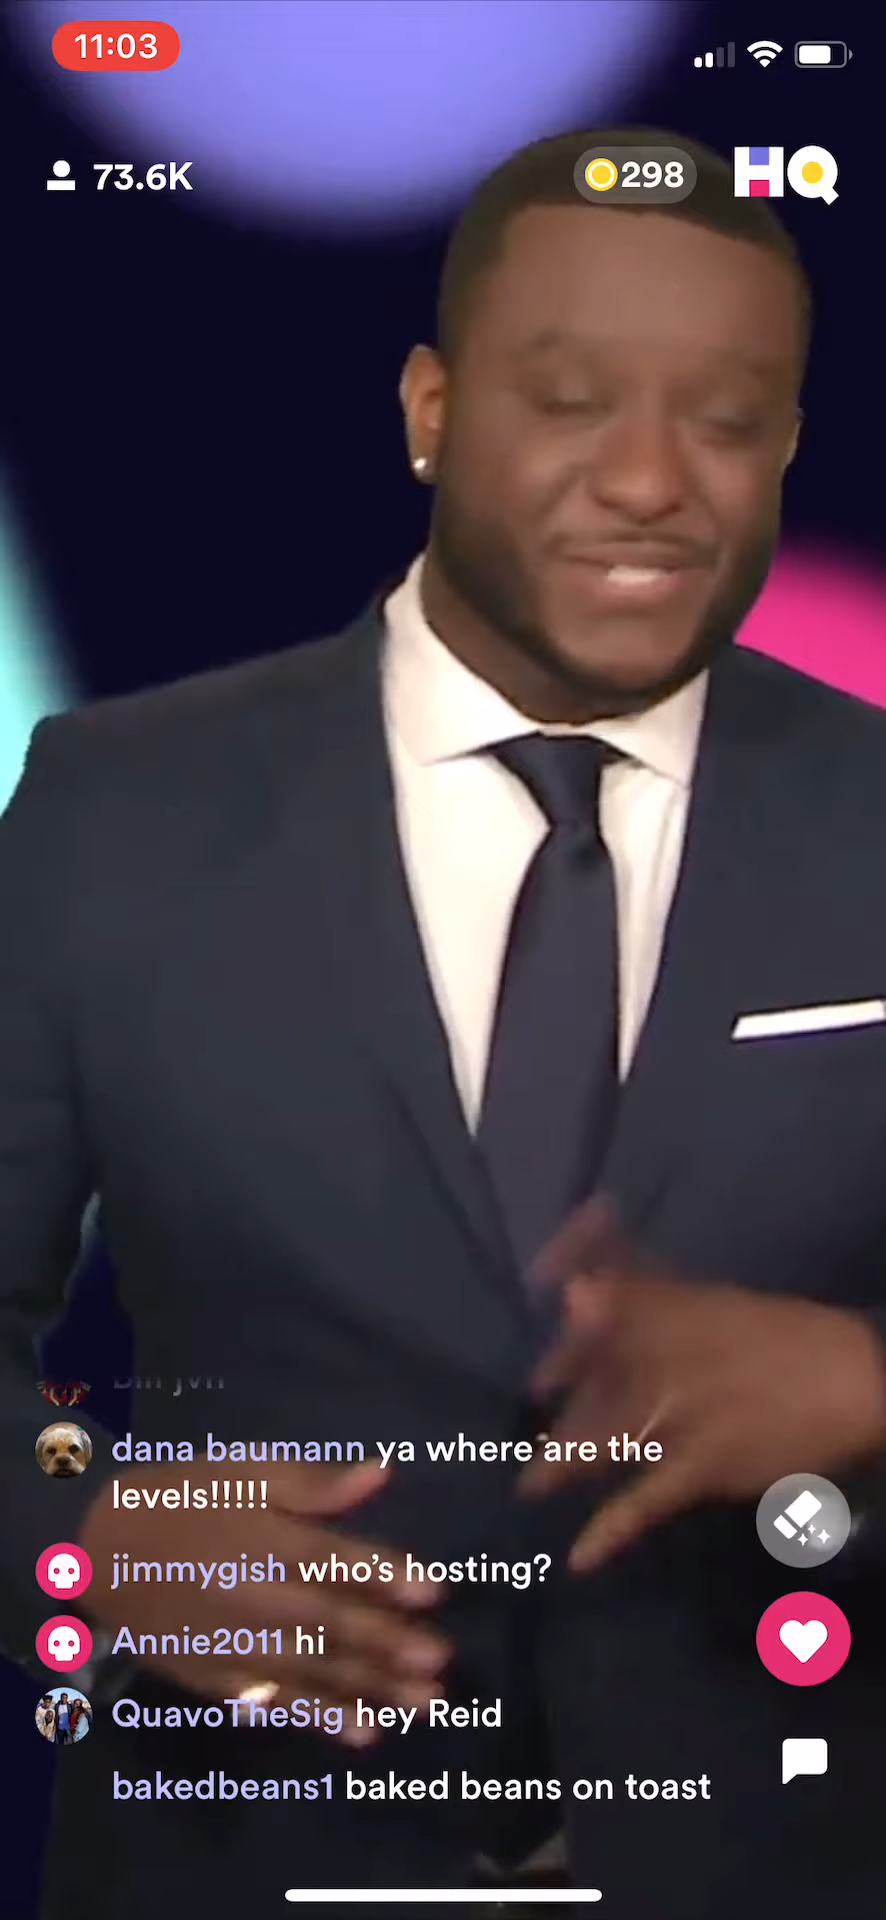 11:03
73.6K
298
HQ
dana baumann ya where are the
levels!!!!!
jimmygish who's hosting?
Annie2011 hi
QuavoTheSig hey Reid
bakedbeans1 baked beans on toast